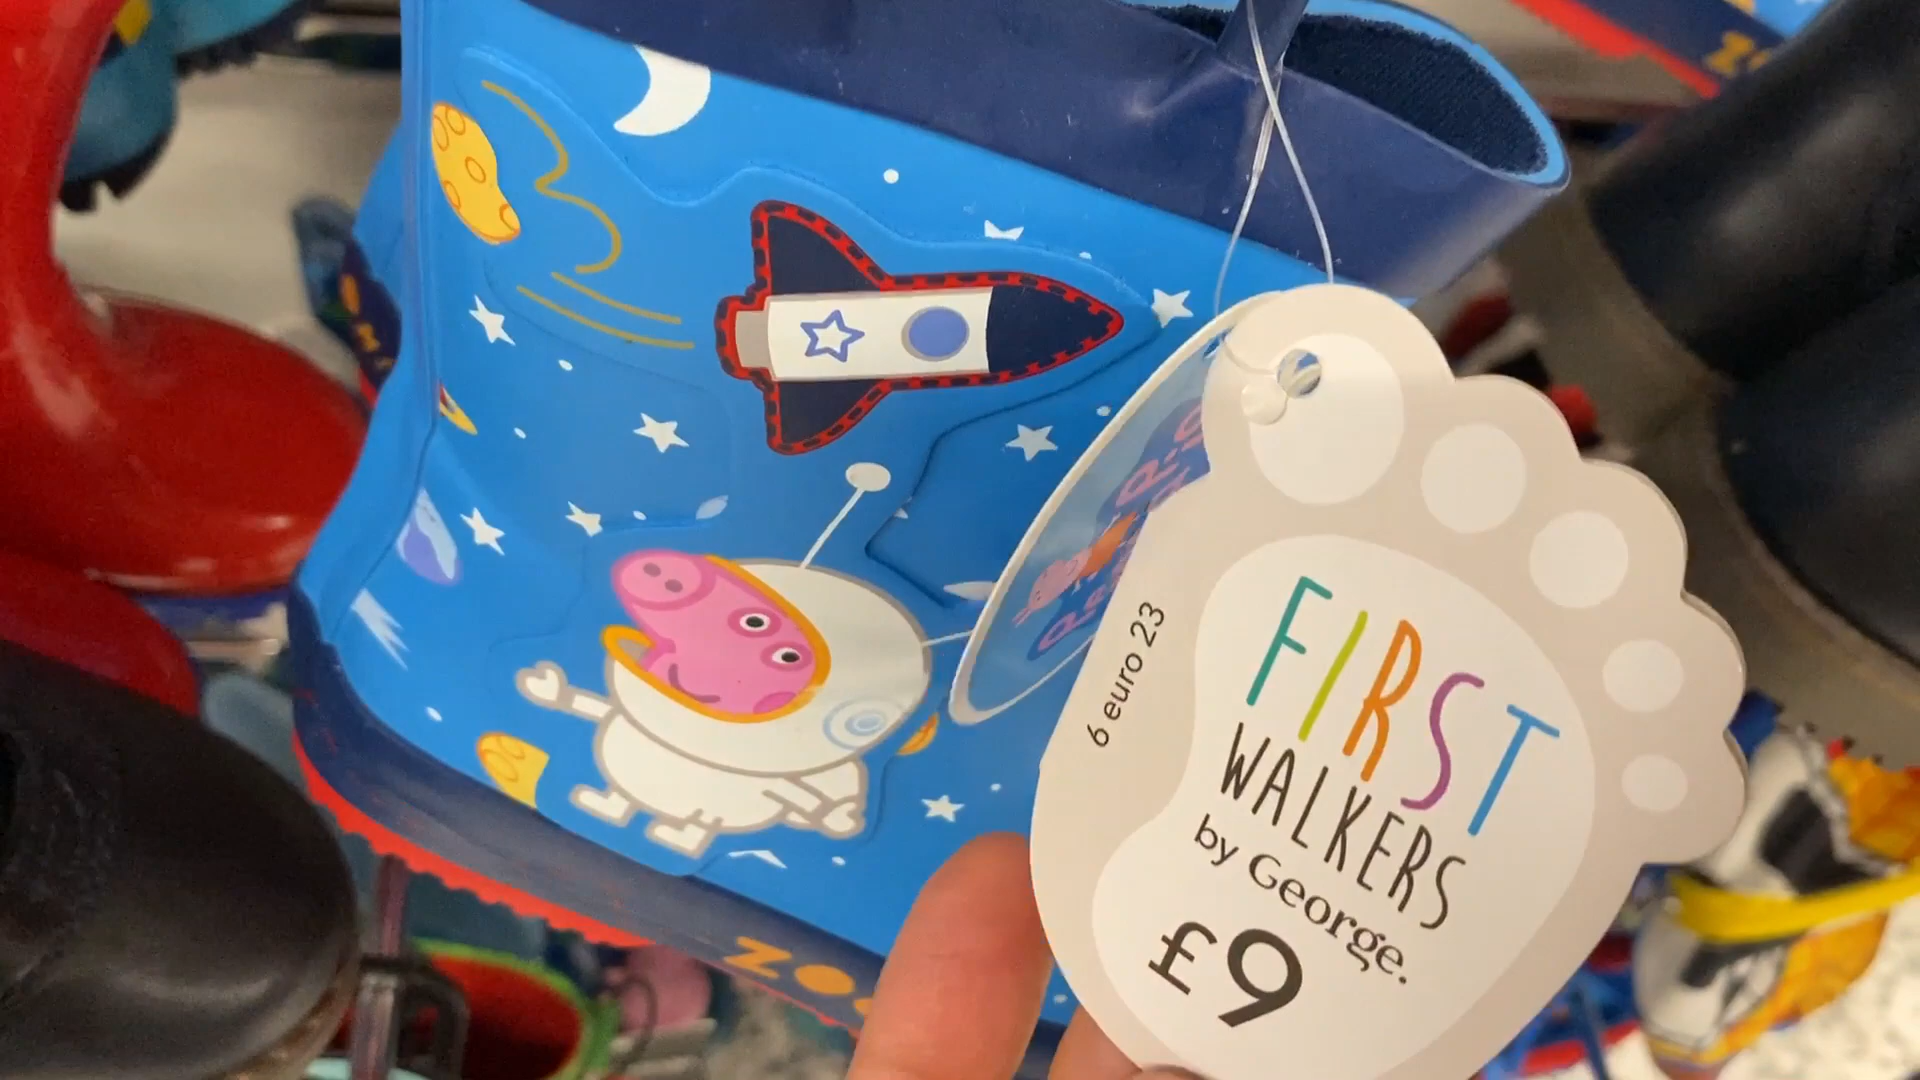 6 euro 23
FIRST
WALKERS
by George.
£9